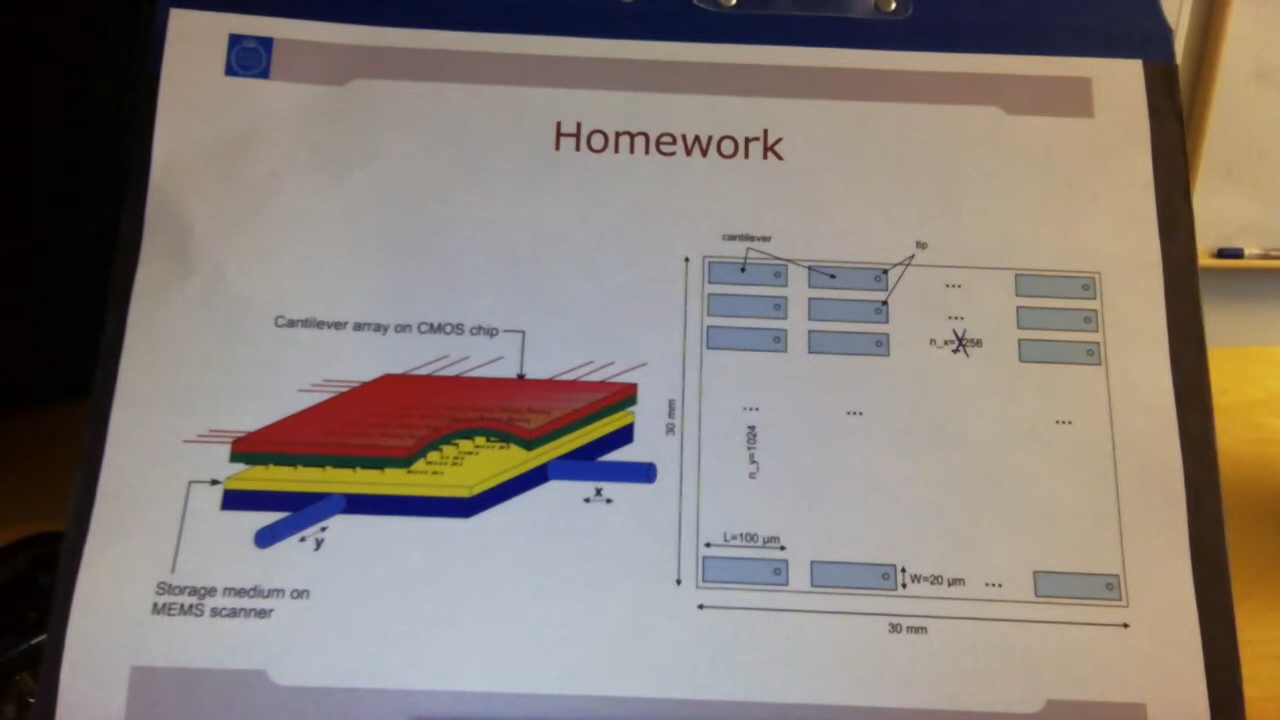 Homework
Cantilever array on CMOS chip
x
y
Storage medium on
MEMS scanner
cantilever
tip
...
...
n_x=256
30 mm
... ... ...
n_y=1024
L=100 µm
W=20 µm ...
30 mm